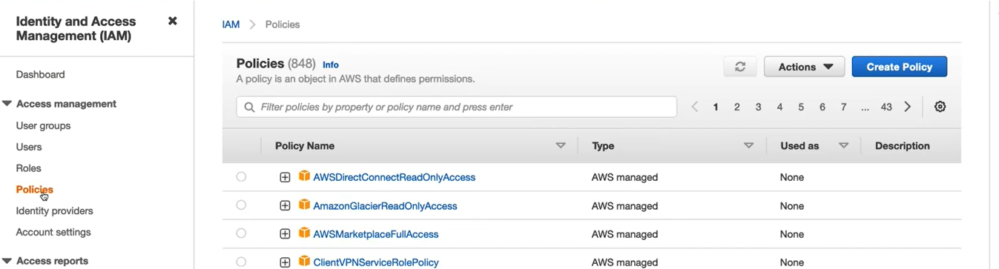 Identity and Access
Management (IAM)
Dashboard
Access management
User groups
Users
Roles
Policies
Identity providers
Account settings
Access reports
IAM > Policies
Policies (848) Info
A policy is an object in AWS that defines permissions.
Actions
Create Policy
Filter policies by property or policy name and press enter
1 2 3 4 5 6 7 ... 43
Policy Name Type Used as Description
AWSDirectConnectReadOnlyAccess AWS managed None
AmazonGlacierReadOnlyAccess AWS managed None
AWSMarketplaceFullAccess AWS managed None
ClientVPNServiceRolePolicy AWS managed None